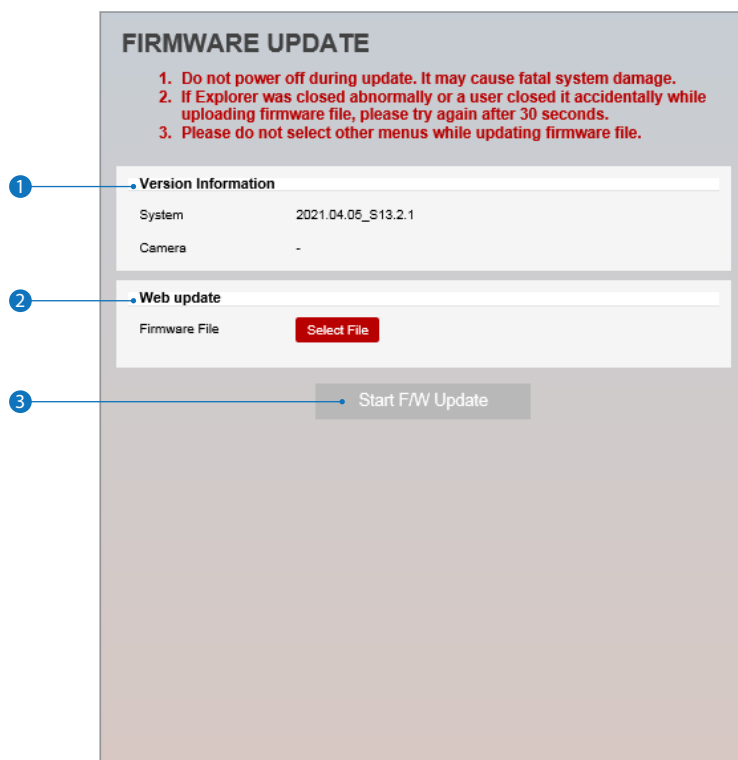 FIRMWARE UPDATE
1. Do not power off during update. It may cause fatal system damage.
2. If Explorer was closed abnormally or a user closed it accidentally while
uploading firmware file, please try again after 30 seconds.
3. Please do not select other menus while updating firmware file.
1 Version Information
System 2021.04.05_S13.2.1
Camera -
2 Web update
Firmware File Select File
3 Start F/W Update